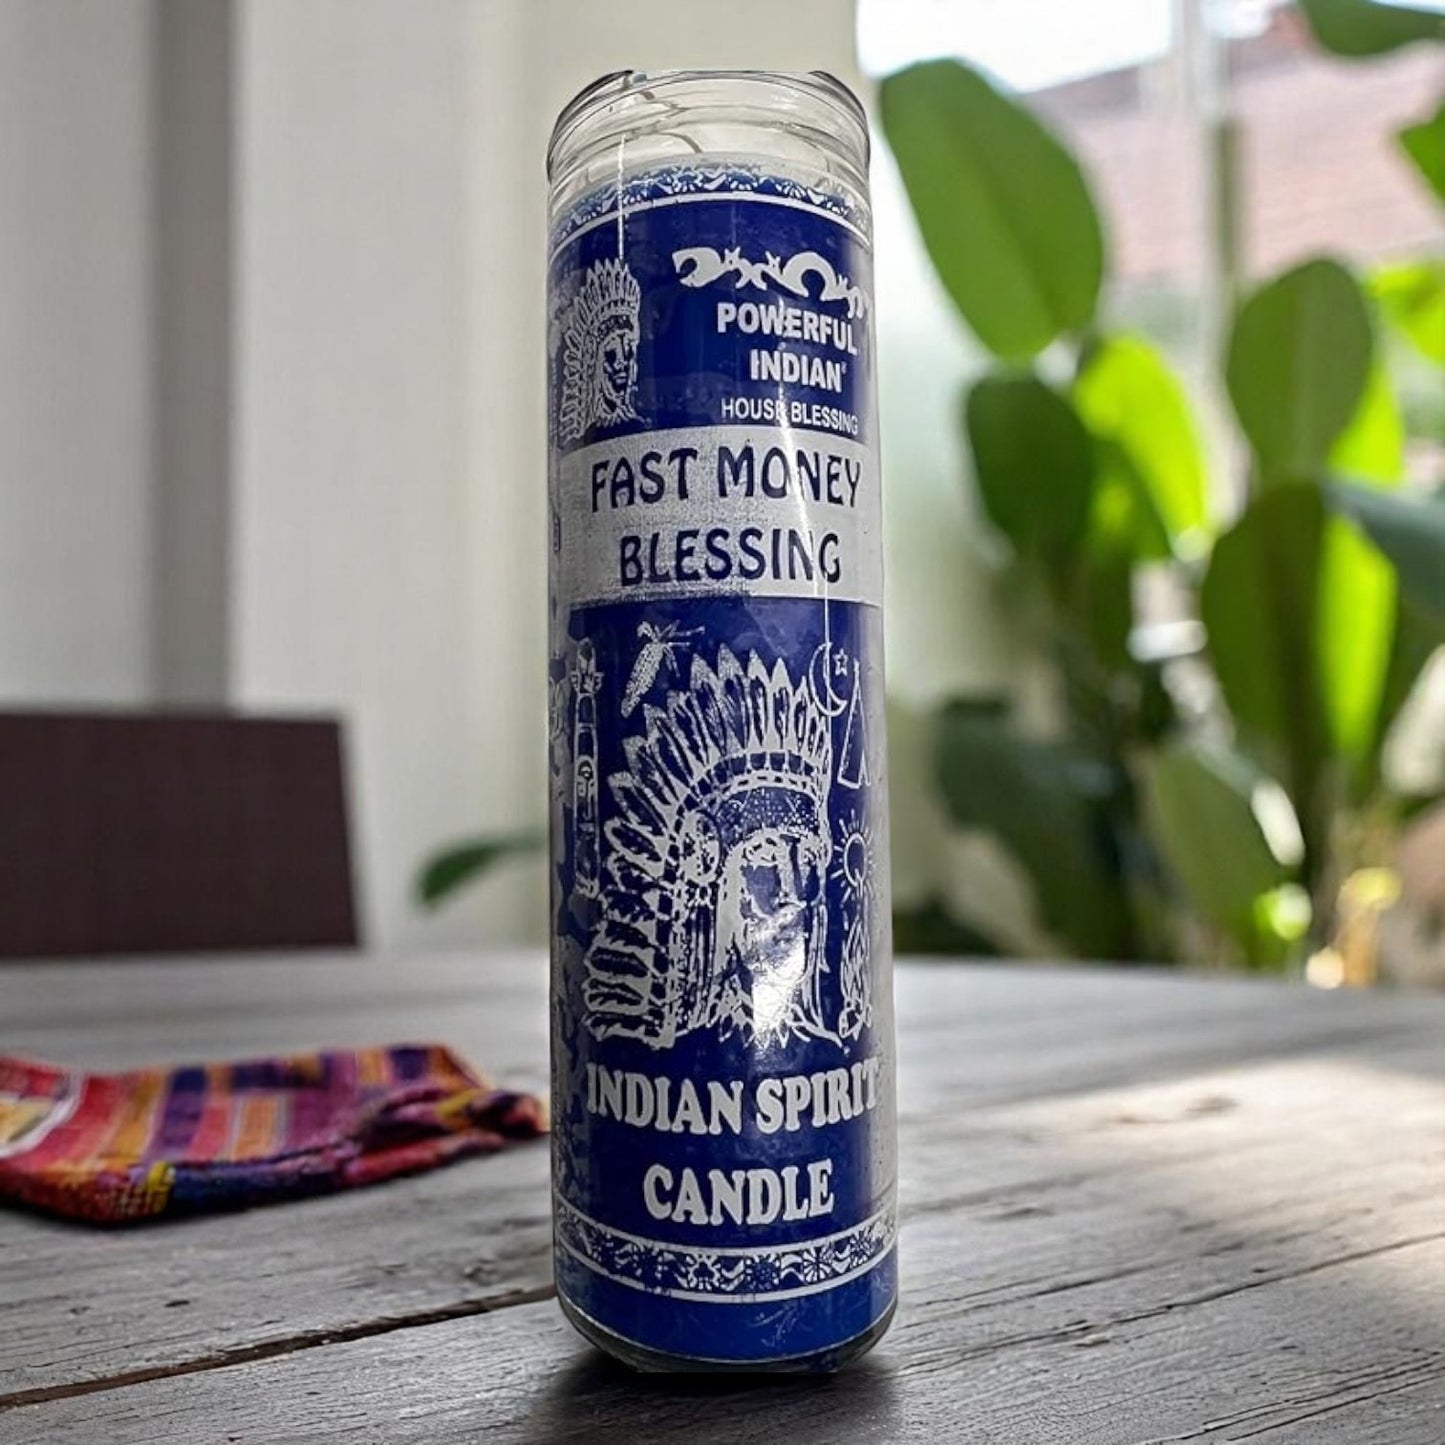 POWERFUL
INDIAN
HOUSE BLESSING
FAST MONEY
BLESSING
INDIAN SPIRIT
CANDLE